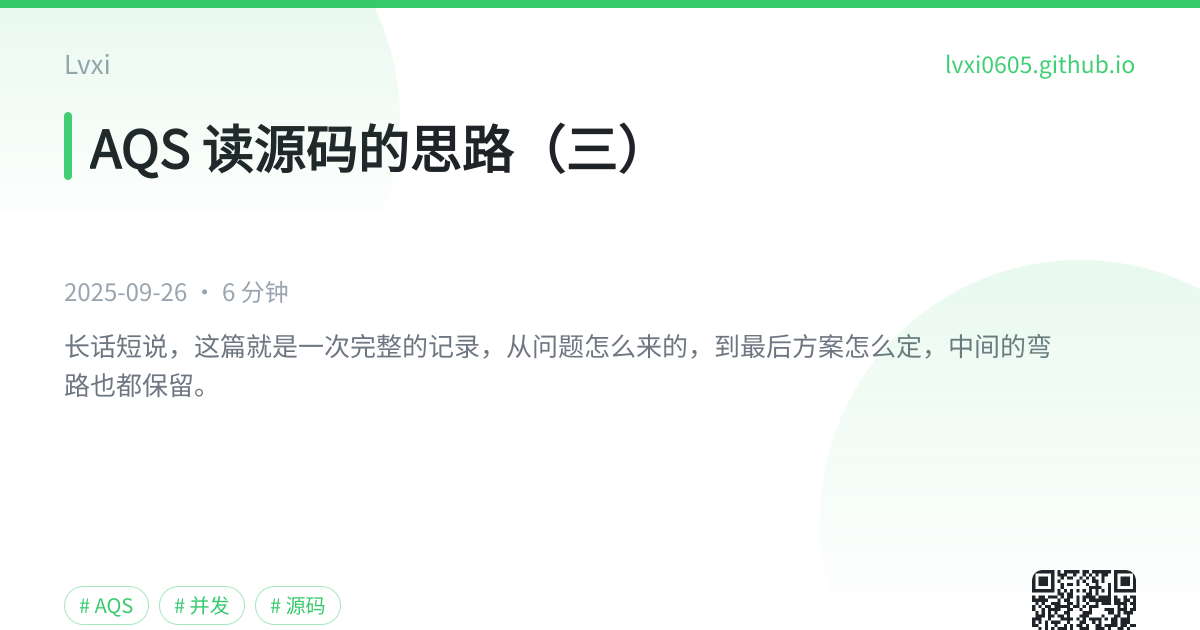 Lvxi
lvxi0605.github.io
AQS 读源码的思路（三）
2025-09-26 · 6 分钟
长话短说，这篇就是一次完整的记录，从问题怎么来的，到最后方案怎么定，中间的弯
路也都保留。
# AQS
# 并发
# 源码